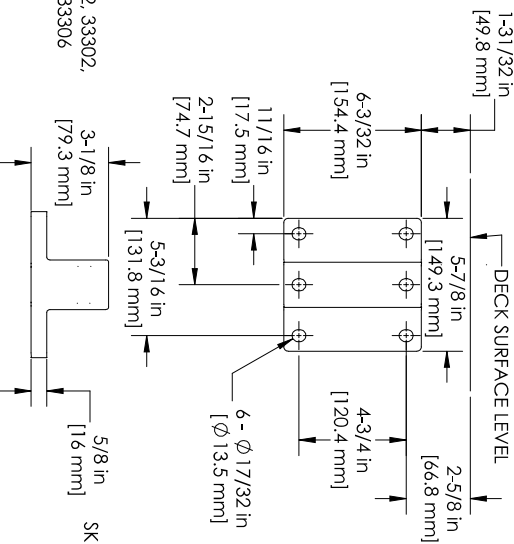 DECK SURFACE LEVEL
1-31/32 in
[49.8 mm]
5-7/8 in
[149.3 mm]
2-5/8 in
[66.8 mm]
6-3/32 in
[154.4 mm]
4-3/4 in
[120.4 mm]
11/16 in
[17.5 mm]
2-15/16 in
[74.7 mm]
5-3/16 in
[131.8 mm]
6 - Ø 17/32 in
[Ø 13.5 mm]
2, 33302,
33306
3-1/8 in
[79.3 mm]
5/8 in
[16 mm]
SK